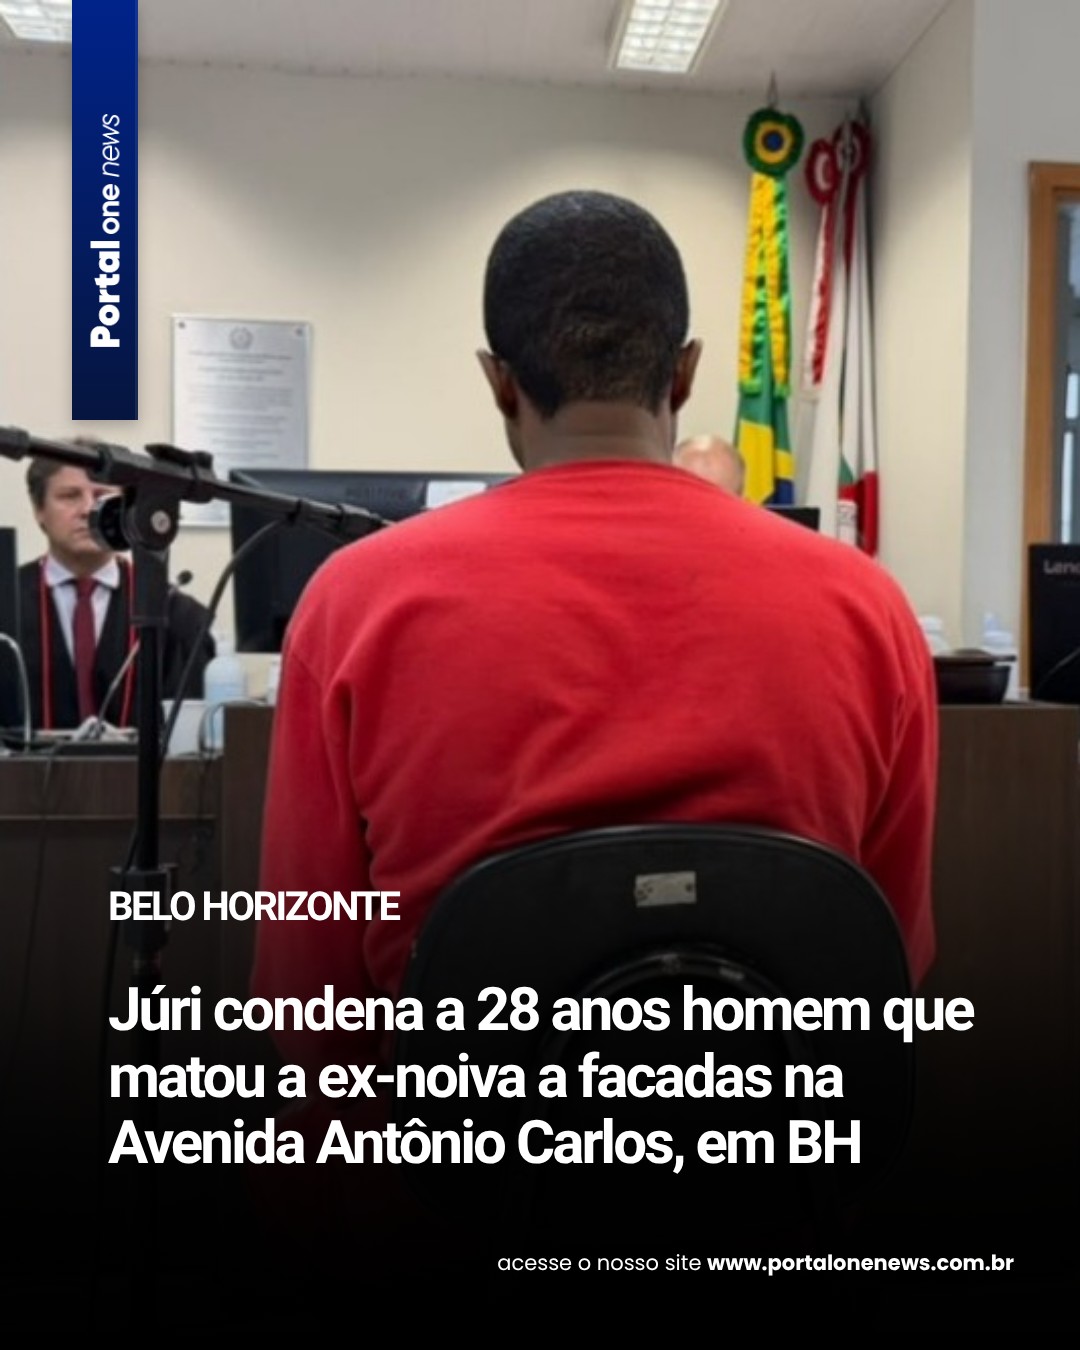 Portal one news
BELO HORIZONTE
Júri condena a 28 anos homem que
matou a ex-noiva a facadas na
Avenida Antônio Carlos, em BH
acesse o nosso site www.portalonenews.com.br